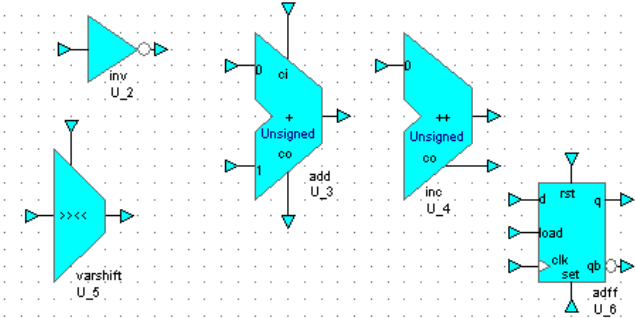 inv
U_2
0
ci
+
Unsigned
co
1
add
U_3
0
++
Unsigned
co
inc
U_4
>><<
varshift
U_5
rst
d
q
load
clk
qb
set
adff
U_6